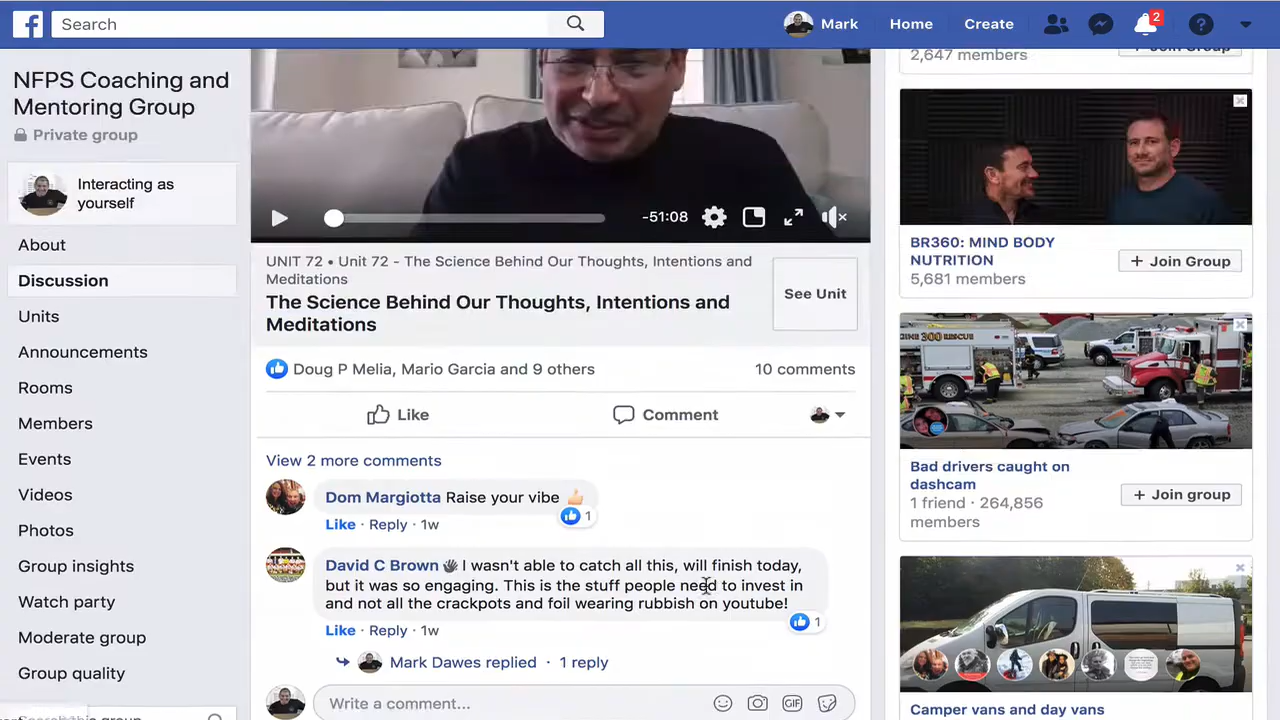 Search
Mark
Home
Create
2
NFPS Coaching and
Mentoring Group
Private group
Interacting as
yourself
About
Discussion
Units
Announcements
Rooms
Members
Events
Videos
Photos
Group insights
Watch party
Moderate group
Group quality
-51:08
UNIT 72 • Unit 72 - The Science Behind Our Thoughts, Intentions and
Meditations
The Science Behind Our Thoughts, Intentions and
Meditations
See Unit
Doug P Melia, Mario Garcia and 9 others
10 comments
Like
Comment
View 2 more comments
Dom Margiotta Raise your vibe 👍
1
Like · Reply · 1w
David C Brown 👋 I wasn't able to catch all this, will finish today,
but it was so engaging. This is the stuff people need to invest in
and not all the crackpots and foil wearing rubbish on youtube!
1
Like · Reply · 1w
Mark Dawes replied · 1 reply
Write a comment...
GIF
2,647 members
+ Join Group
BR360: MIND BODY
NUTRITION
5,681 members
+ Join Group
Bad drivers caught on
dashcam
1 friend · 264,856
members
+ Join group
Camper vans and day vans